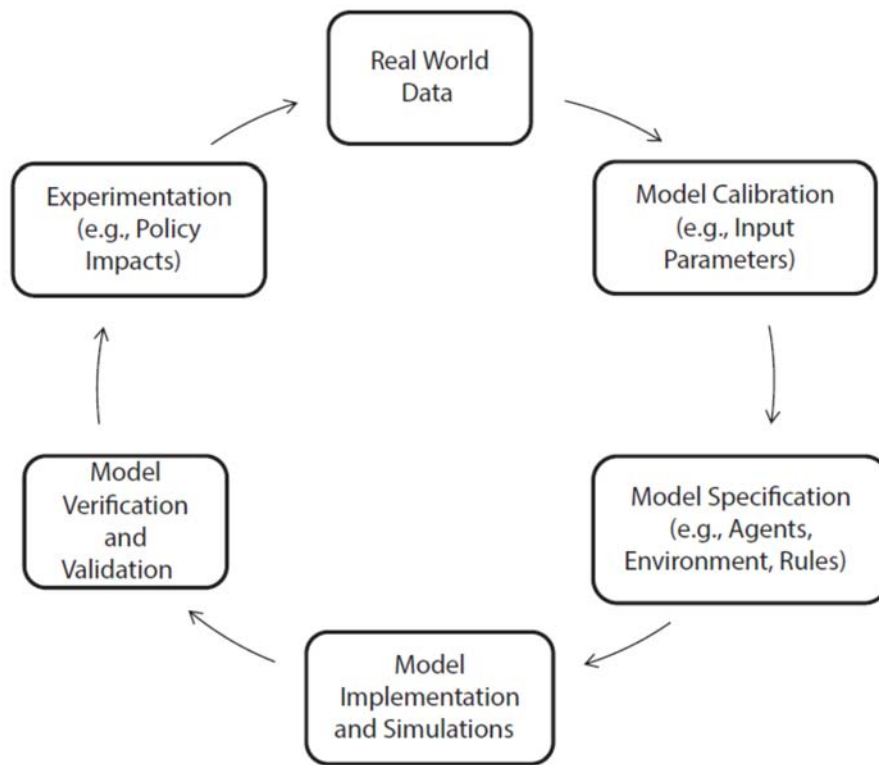 Real World
Data
Model Calibration
(e.g., Input
Parameters)
Model Specification
(e.g., Agents,
Environment, Rules)
Model
Implementation
and Simulations
Model
Verification
and
Validation
Experimentation
(e.g., Policy
Impacts)